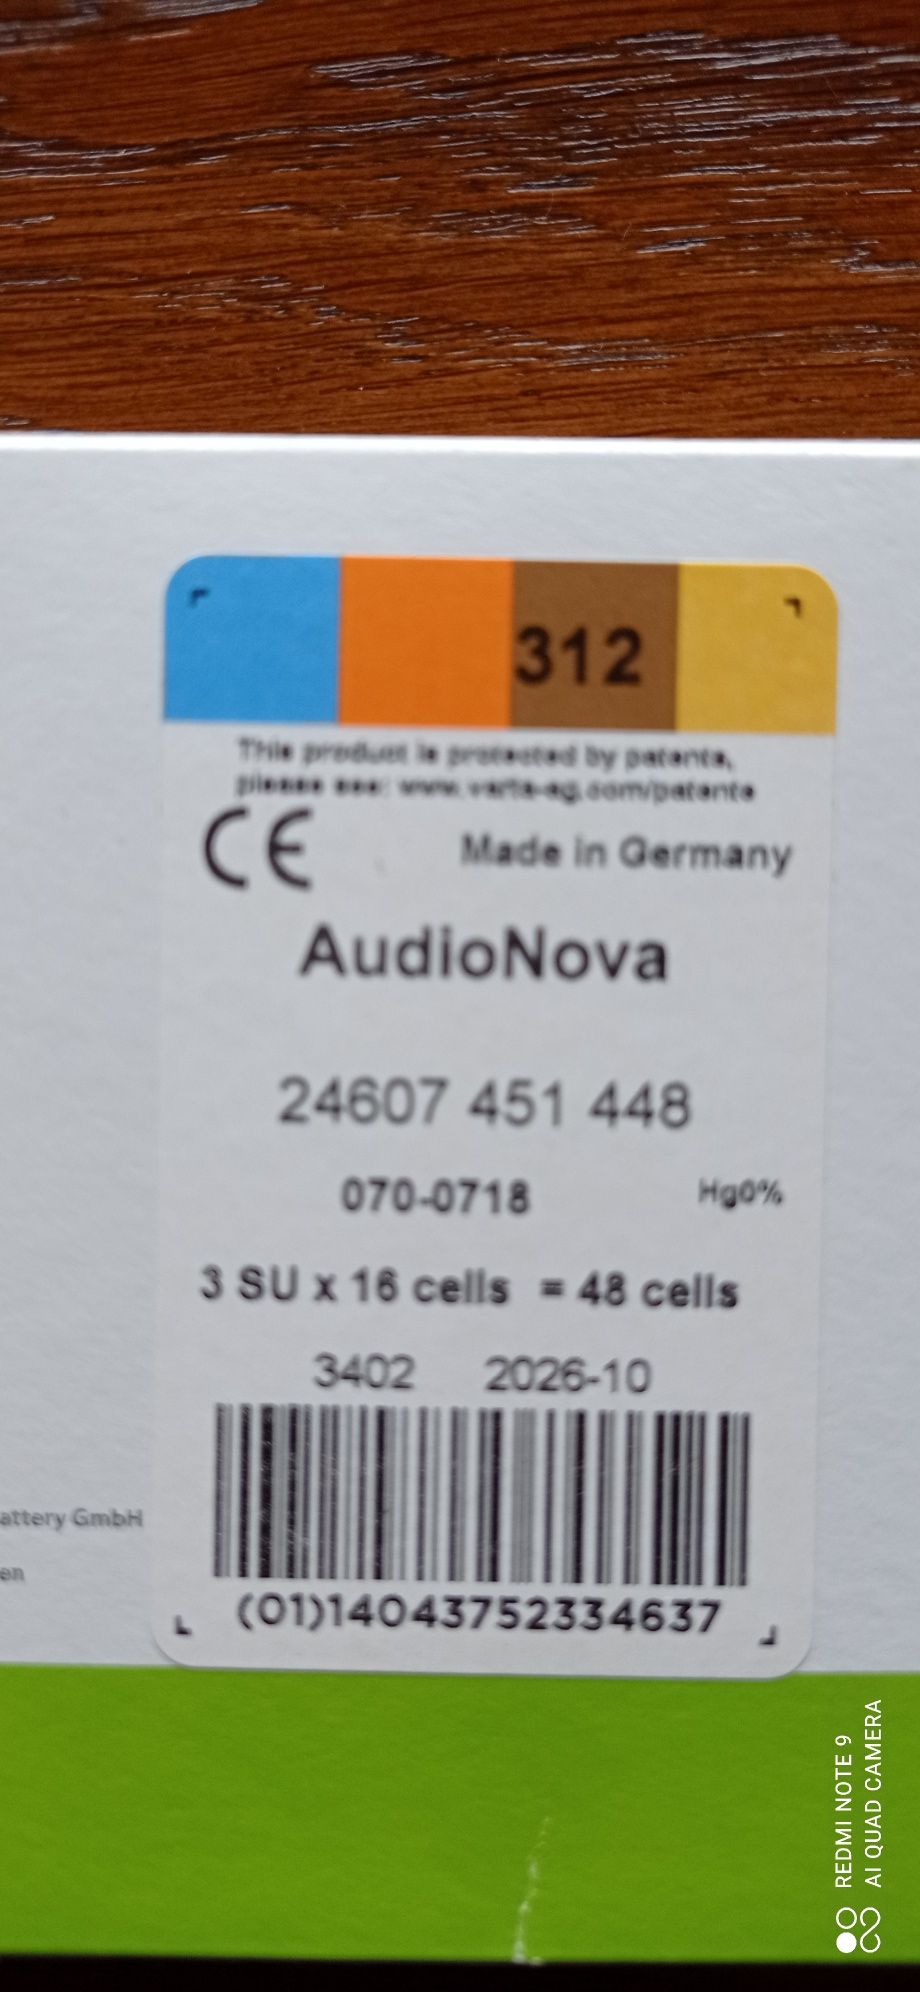 312
This product is protected by patents,
please see: www.varta-ag.com/patents
CE
Made in Germany
AudioNova
24607 451 448
070-0718
Hg0%
3 SU x 16 cells = 48 cells
3402 2026-10
attery GmbH
en
(01)14043752334637
REDMI NOTE 9
AI QUAD CAMERA